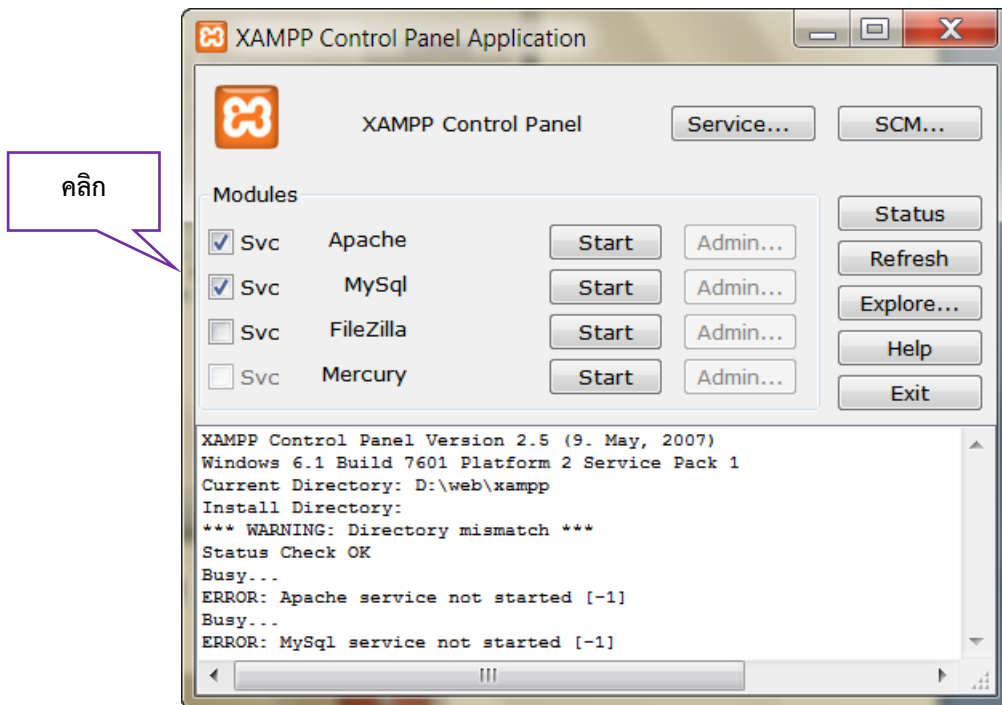 XAMPP Control Panel Application
XAMPP Control Panel
Service...
SCM...
คลิก
Modules
Svc Apache Start Admin...
Svc MySql Start Admin...
Svc FileZilla Start Admin...
Svc Mercury Start Admin...
Status
Refresh
Explore...
Help
Exit
XAMPP Control Panel Version 2.5 (9. May, 2007)
Windows 6.1 Build 7601 Platform 2 Service Pack 1
Current Directory: D:\web\xampp
Install Directory:
*** WARNING: Directory mismatch ***
Status Check OK
Busy...
ERROR: Apache service not started [-1]
Busy...
ERROR: MySql service not started [-1]